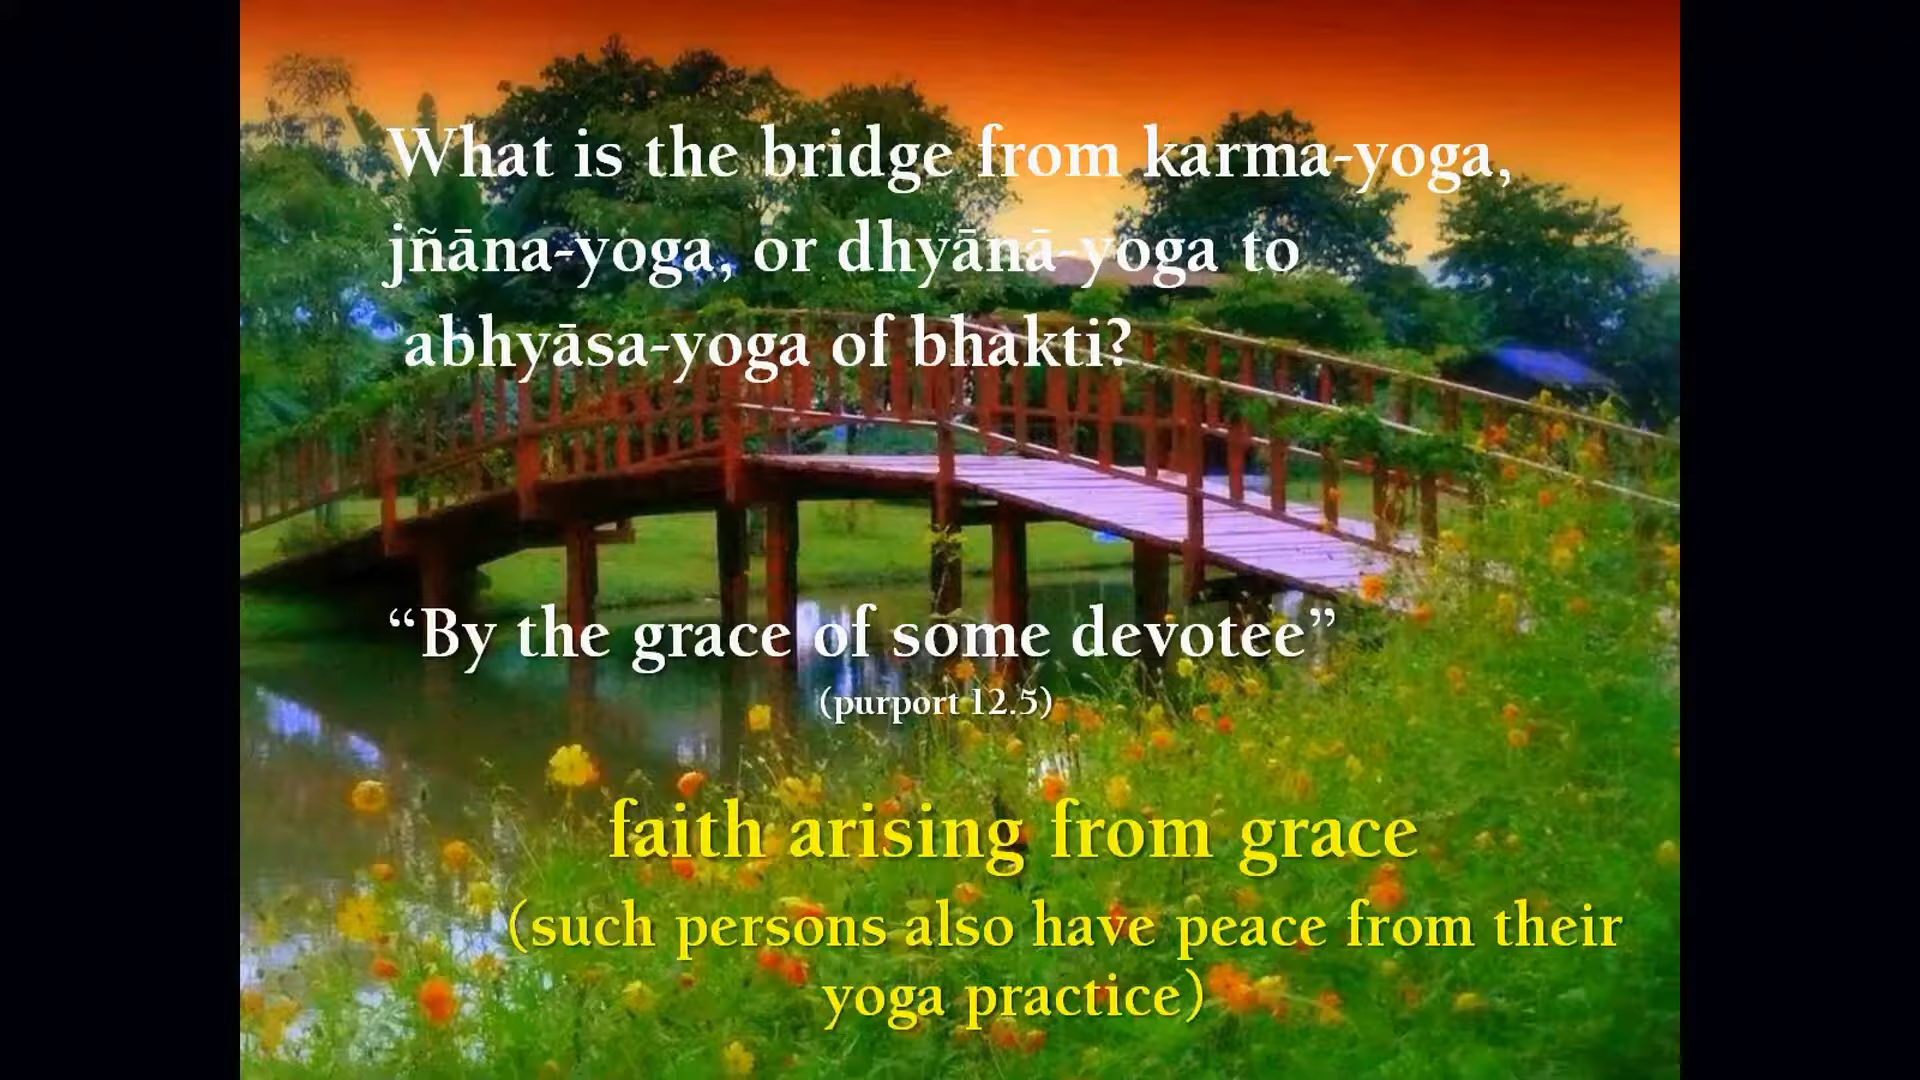 What is the bridge from karma-yoga,
jñāna-yoga, or dhyānā-yoga to
abhyāsa-yoga of bhakti?
“By the grace of some devotee”
(purport 12.5)
faith arising from grace
(such persons also have peace from their
yoga practice)